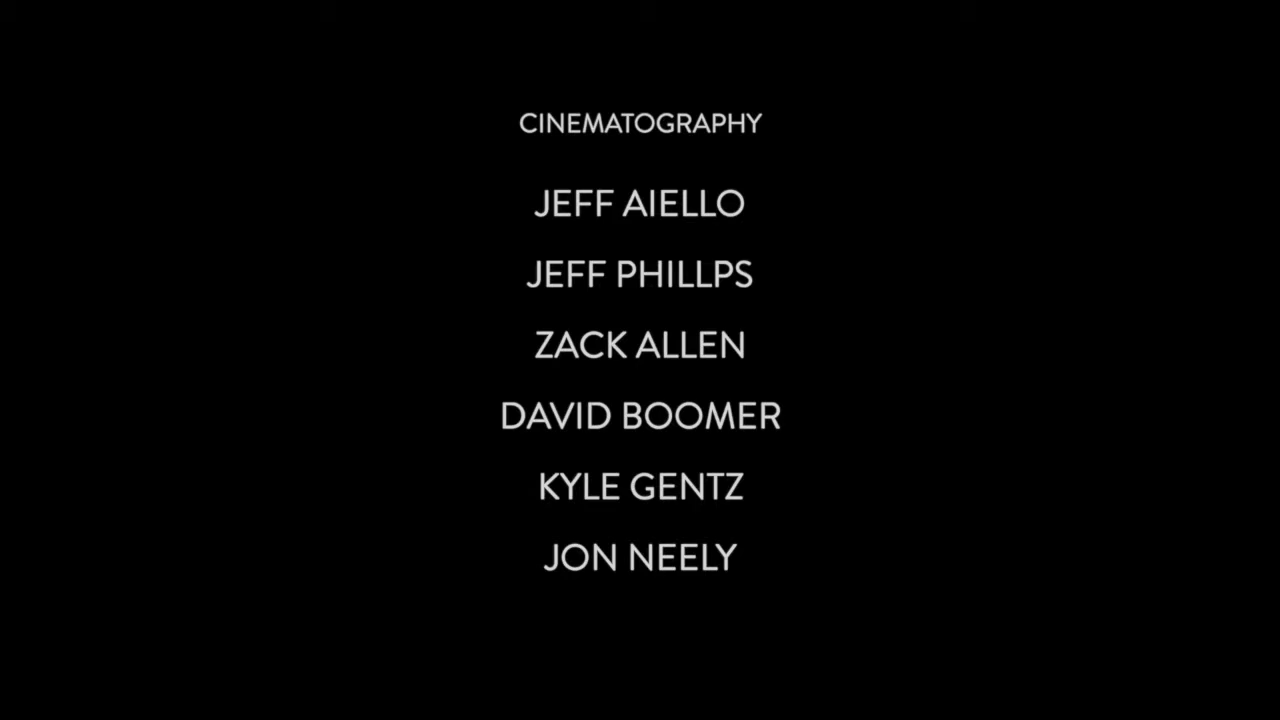 CINEMATOGRAPHY
JEFF AIELLO
JEFF PHILLPS
ZACK ALLEN
DAVID BOOMER
KYLE GENTZ
JON NEELY